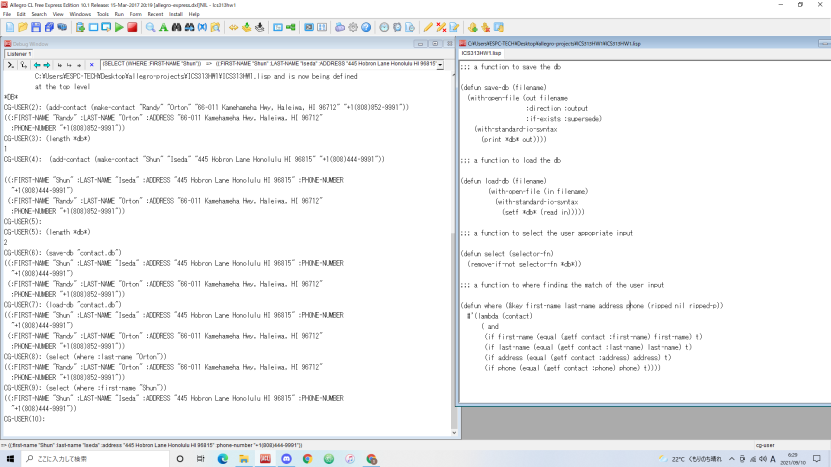 Allegro CL Free Express Edition 10.1 Release: 15-Mar-2017 20:19 [allegro-express.dxl]NIL - ics313hw1
File Edit Search View Windows Tools Run Form Recent Install Help
Debug Window
Listener 1
(SELECT (WHERE :FIRST-NAME "Shun")) => ((:FIRST-NAME "Shun" :LAST-NAME "Iseda" :ADDRESS "445 Hobron Lane Honolulu HI 96815"
C:¥Users¥ESPC-TECH¥Desktop¥allegro-projects¥ICS313HW1¥ICS313HW1.lisp and is now being defined
at the top level
*DB*
CG-USER(2): (add-contact (make-contact "Randy" "Orton" "66-011 Kamehameha Hwy, Haleiwa, HI 96712" "+1(808)852-9991"))
((:FIRST-NAME "Randy" :LAST-NAME "Orton" :ADDRESS "66-011 Kamehameha Hwy, Haleiwa, HI 96712"
:PHONE-NUMBER "+1(808)852-9991"))
CG-USER(3): (length *db*)
1
CG-USER(4): (add-contact (make-contact "Shun" "Iseda" "445 Hobron Lane Honolulu HI 96815" "+1(808)444-9991"))
((:FIRST-NAME "Shun" :LAST-NAME "Iseda" :ADDRESS "445 Hobron Lane Honolulu HI 96815" :PHONE-NUMBER
"+1(808)444-9991")
(:FIRST-NAME "Randy" :LAST-NAME "Orton" :ADDRESS "66-011 Kamehameha Hwy, Haleiwa, HI 96712"
:PHONE-NUMBER "+1(808)852-9991"))
CG-USER(5):
CG-USER(5): (length *db*)
2
CG-USER(6): (save-db "contact.db")
((:FIRST-NAME "Shun" :LAST-NAME "Iseda" :ADDRESS "445 Hobron Lane Honolulu HI 96815" :PHONE-NUMBER
"+1(808)444-9991")
(:FIRST-NAME "Randy" :LAST-NAME "Orton" :ADDRESS "66-011 Kamehameha Hwy, Haleiwa, HI 96712"
:PHONE-NUMBER "+1(808)852-9991"))
CG-USER(7): (load-db "contact.db")
((:FIRST-NAME "Shun" :LAST-NAME "Iseda" :ADDRESS "445 Hobron Lane Honolulu HI 96815" :PHONE-NUMBER
"+1(808)444-9991")
(:FIRST-NAME "Randy" :LAST-NAME "Orton" :ADDRESS "66-011 Kamehameha Hwy, Haleiwa, HI 96712"
:PHONE-NUMBER "+1(808)852-9991"))
CG-USER(8): (select (where :last-name "Orton"))
((:FIRST-NAME "Randy" :LAST-NAME "Orton" :ADDRESS "66-011 Kamehameha Hwy, Haleiwa, HI 96712"
:PHONE-NUMBER "+1(808)852-9991"))
CG-USER(9): (select (where :first-name "Shun"))
((:FIRST-NAME "Shun" :LAST-NAME "Iseda" :ADDRESS "445 Hobron Lane Honolulu HI 96815" :PHONE-NUMBER
"+1(808)444-9991"))
CG-USER(10):
C:¥Users¥ESPC-TECH¥Desktop¥allegro-projects¥ICS313HW1¥ICS313HW1.lisp
ICS313HW1.lisp
;;; a function to save the db
(defun save-db (filename)
(with-open-file (out filename
:direction :output
:if-exists :supersede)
(with-standard-io-syntax
(print *db* out))))
;;; a function to load the db
(defun load-db (filename)
(with-open-file (in filename)
(with-standard-io-syntax
(setf *db* (read in)))))
;;; a function to select the user appopriate input
(defun select (selector-fn)
(remove-if-not selector-fn *db*))
;;; a function to where finding the match of the user input
(defun where (&key first-name last-name address phone (ripped nil ripped-p))
#'(lambda (contact)
( and
(if first-name (equal (getf contact :first-name) first-name) t)
(if last-name (equal (getf contact :last-name) last-name) t)
(if address (equal (getf contact :address) address) t)
(if phone (equal (getf contact :phone) phone) t))))
=> ((:first-name "Shun" :last-name "Iseda" :address "445 Hobron Lane Honolulu HI 96815" :phone-number "+1(808)444-9991"))
cg-user
ここに入力して検索
22°C くもりのち晴れ
A
6:29
2021/09/10